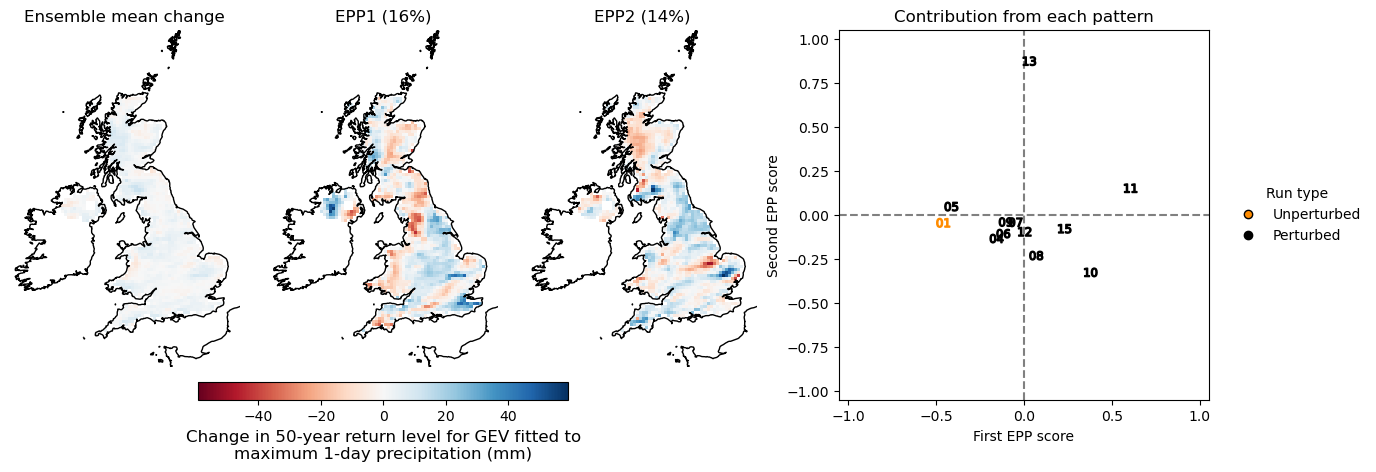 Ensemble mean change
EPP1 (16%)
EPP2 (14%)
Contribution from each pattern
−40 −20 0 20 40
Change in 50-year return level for GEV fitted to
maximum 1-day precipitation (mm)
Second EPP score
1.00
0.75
0.50
0.25
0.00
−0.25
−0.50
−0.75
−1.00
13
11
05
01
09
07
06
04
12
15
08
10
−1.0 −0.5 0.0 0.5 1.0
First EPP score
Run type
Unperturbed
Perturbed